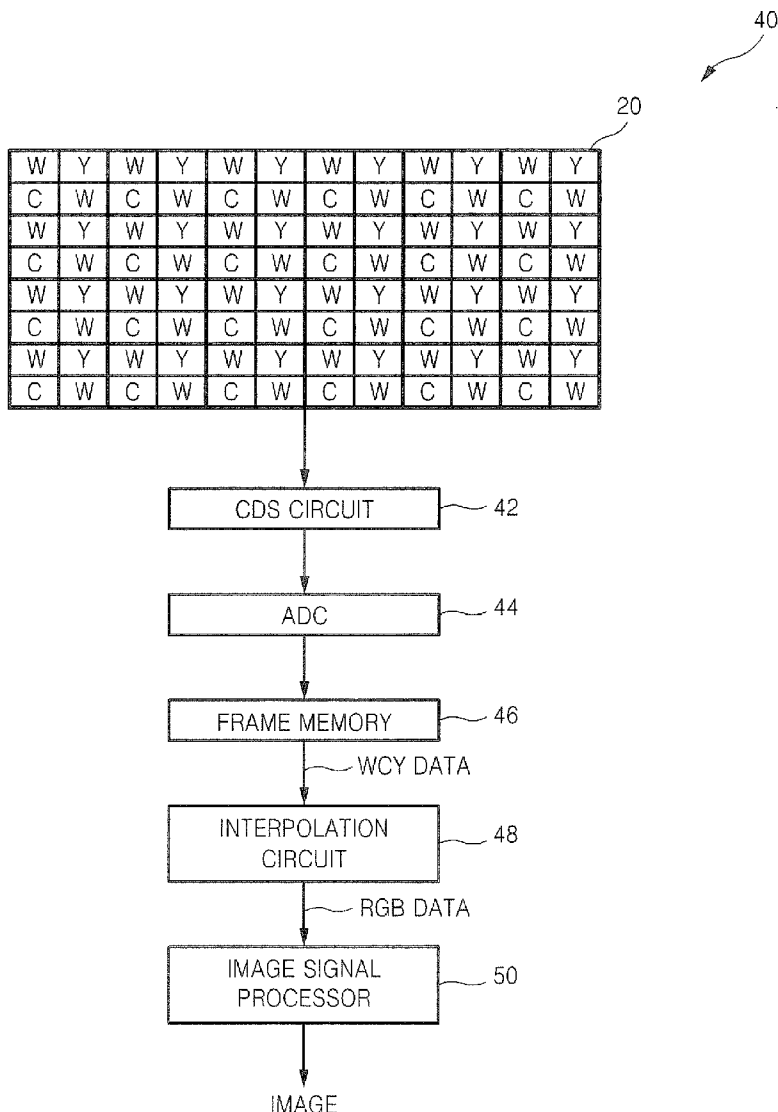 40
20
W Y W Y W Y W Y W Y W Y
C W C W C W C W C W C W
W Y W Y W Y W Y W Y W Y
C W C W C W C W C W C W
W Y W Y W Y W Y W Y W Y
C W C W C W C W C W C W
W Y W Y W Y W Y W Y W Y
C W C W C W C W C W C W
CDS CIRCUIT 42
ADC 44
FRAME MEMORY 46
WCY DATA
INTERPOLATION
CIRCUIT 48
RGB DATA
IMAGE SIGNAL
PROCESSOR 50
IMAGE